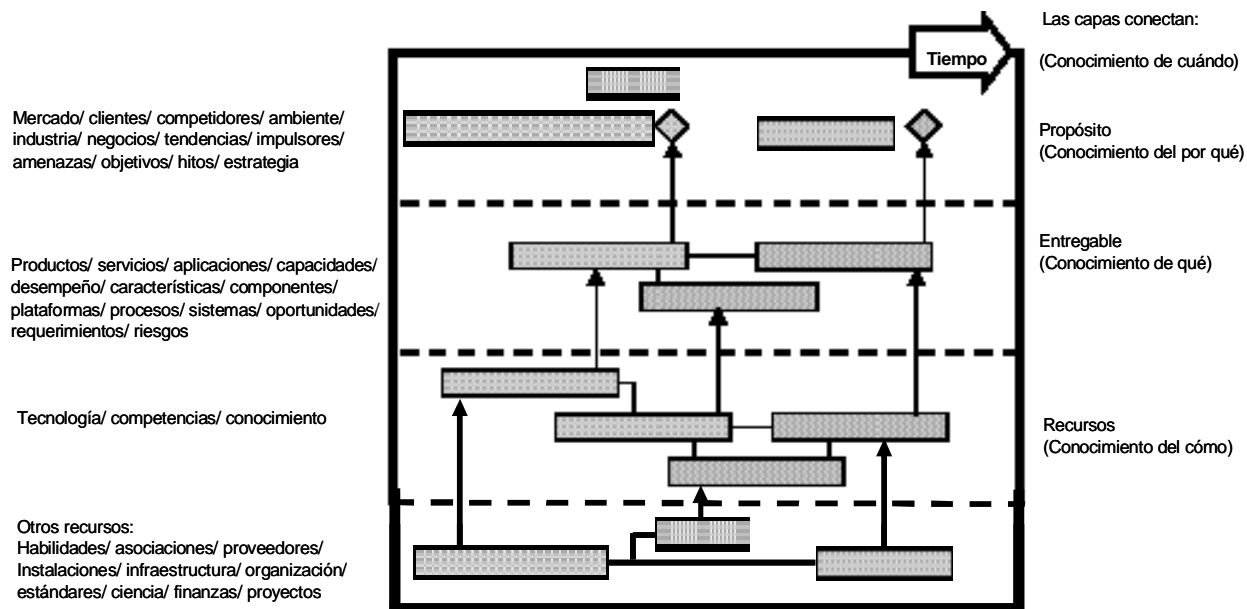 Las capas conectan:
Tiempo
(Conocimiento de cuándo)
Mercado/ clientes/ competidores/ ambiente/
industria/ negocios/ tendencias/ impulsores/
amenazas/ objetivos/ hitos/ estrategia
Propósito
(Conocimiento del por qué)
Entregable
(Conocimiento de qué)
Productos/ servicios/ aplicaciones/ capacidades/
desempeño/ características/ componentes/
plataformas/ procesos/ sistemas/ oportunidades/
requerimientos/ riesgos
Tecnología/ competencias/ conocimiento
Recursos
(Conocimiento del cómo)
Otros recursos:
Habilidades/ asociaciones/ proveedores/
Instalaciones/ infraestructura/ organización/
estándares/ ciencia/ finanzas/ proyectos